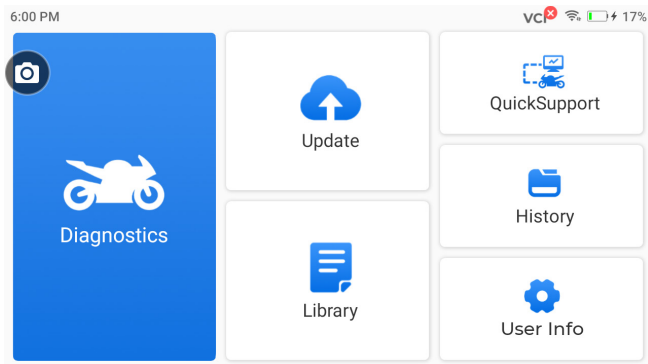 6:00 PM
VCI
17%
Diagnostics
Update
Library
QuickSupport
History
User Info